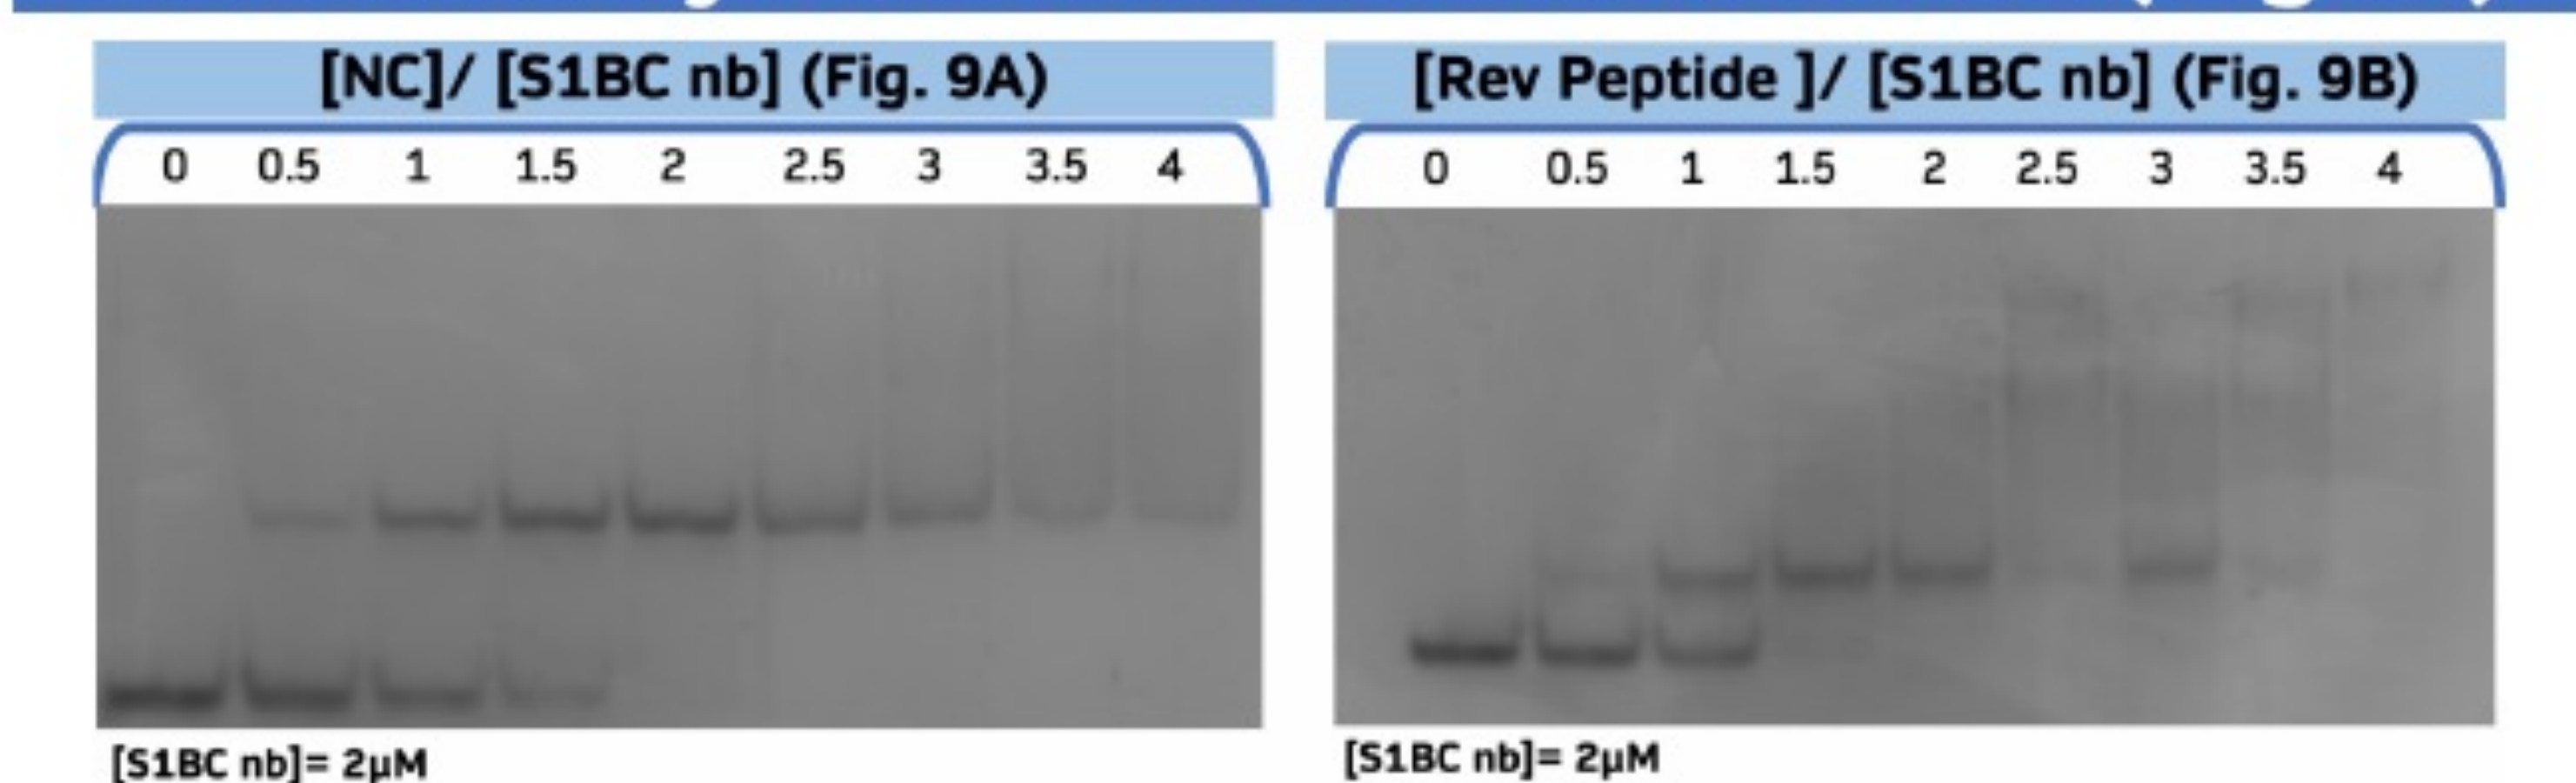 [NC]/ [S1BC nb] (Fig. 9A)
0 0.5 1 1.5 2 2.5 3 3.5 4
[S1BC nb]= 2µM
[Rev Peptide ]/ [S1BC nb] (Fig. 9B)
0 0.5 1 1.5 2 2.5 3 3.5 4
[S1BC nb]= 2µM